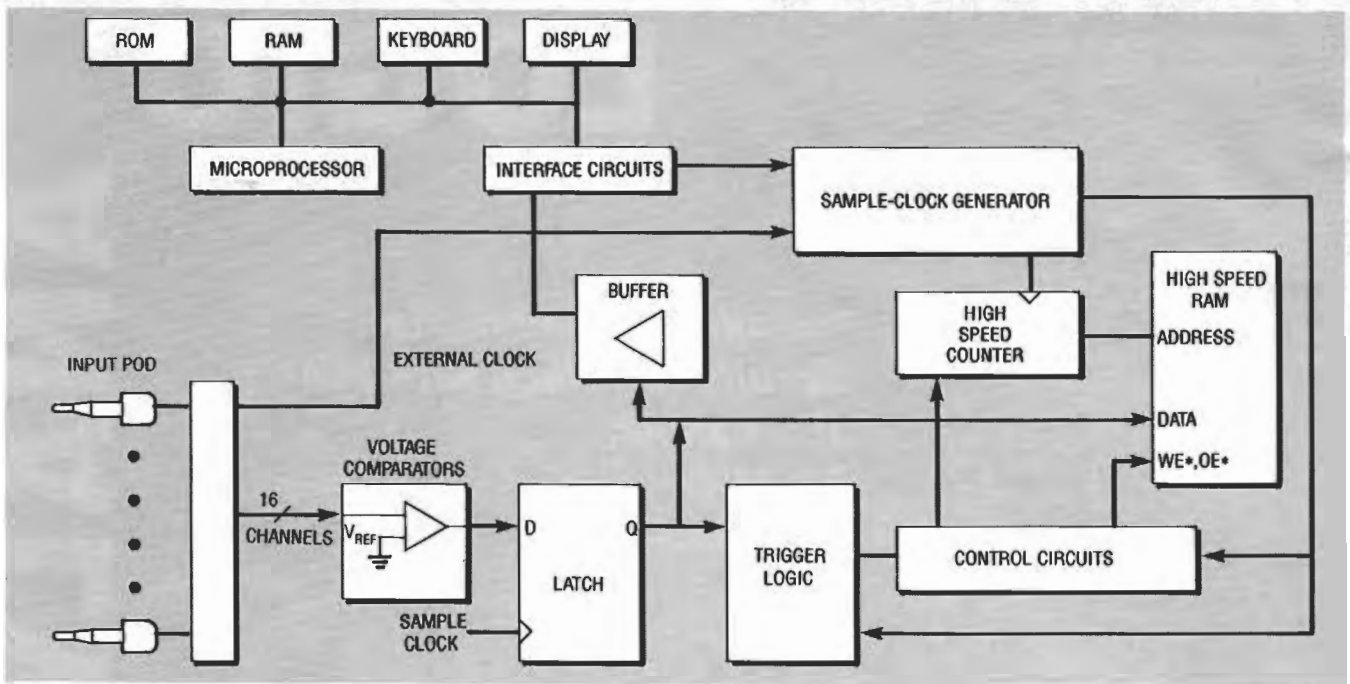 ROM
RAM
KEYBOARD
DISPLAY
MICROPROCESSOR
INTERFACE CIRCUITS
SAMPLE-CLOCK GENERATOR
BUFFER
HIGH SPEED
RAM
HIGH
SPEED
COUNTER
ADDRESS
INPUT POD
EXTERNAL CLOCK
DATA
VOLTAGE
COMPARATORS
WE*,OE*
16
CHANNELS
VREF
D
Q
LATCH
TRIGGER
LOGIC
CONTROL CIRCUITS
SAMPLE
CLOCK